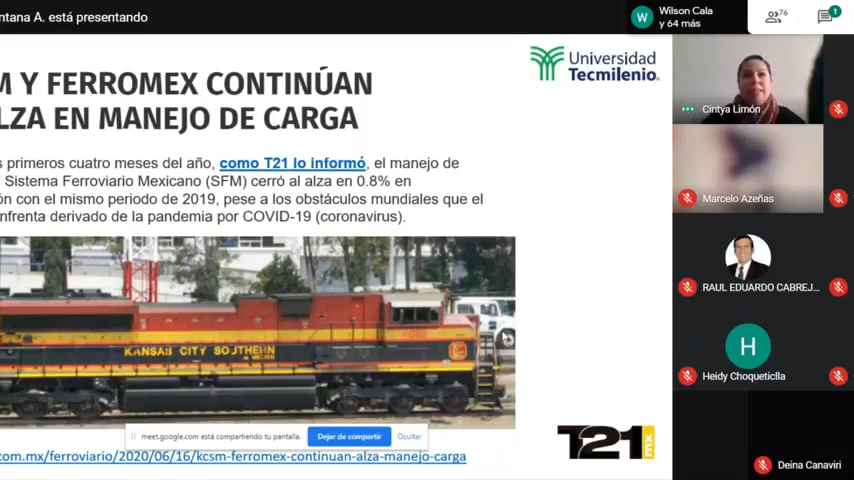 ntana A. está presentando
Wilson Cala
y 64 más
W
76
1
Universidad
Tecmilenio
M Y FERROMEX CONTINÚAN
LZA EN MANEJO DE CARGA
s primeros cuatro meses del año, como T21 lo informó, el manejo de
Sistema Ferroviario Mexicano (SFM) cerró al alza en 0.8% en
ón con el mismo periodo de 2019, pese a los obstáculos mundiales que el
nfrenta derivado de la pandemia por COVID-19 (coronavirus).
KANSAS CITY SOUTHERN
DE MÉXICO
meet.google.com está compartiendo tu pantalla.
Dejar de compartir
Ocultar
T21 mx
com.mx/ferroviario/2020/06/16/kcsm-ferromex-continuan-alza-manejo-carga
Cintya Limón
Marcelo Azeñas
RAUL EDUARDO CABREJ...
H
Heidy Choqueticlla
Deina Canaviri